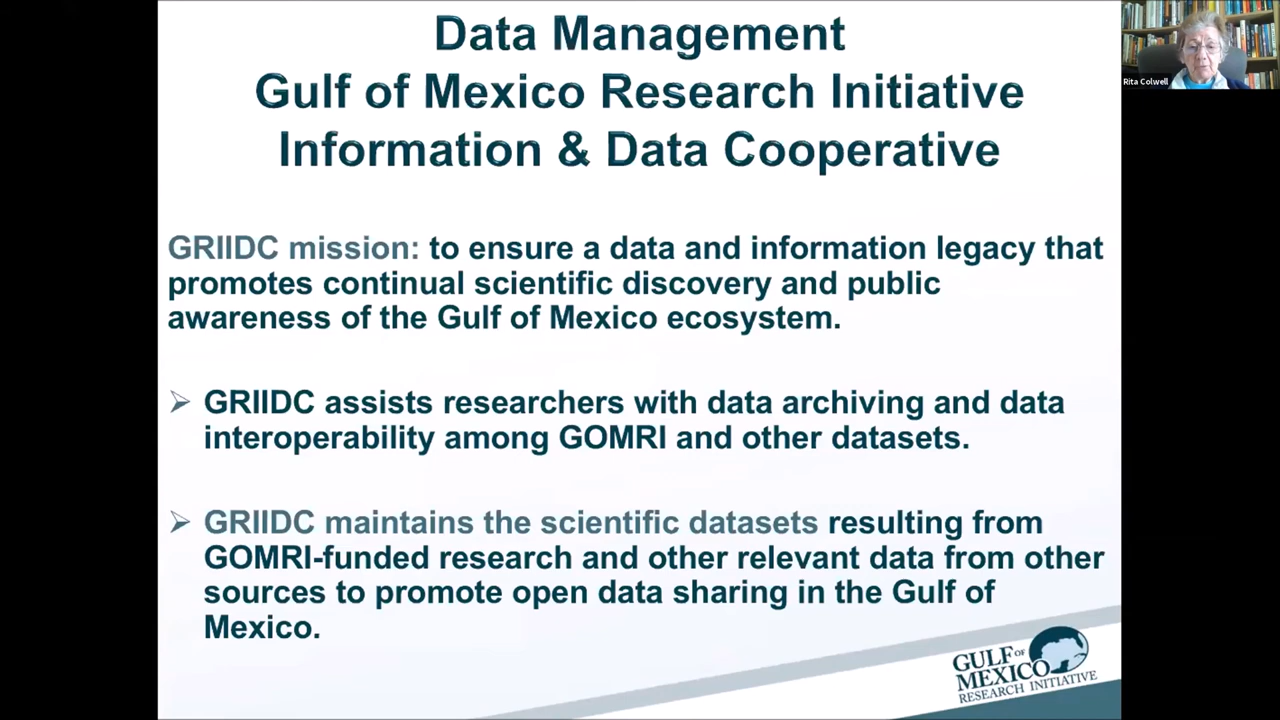 Data Management
Gulf of Mexico Research Initiative
Information & Data Cooperative
Rita Colwell
GRIIDC mission: to ensure a data and information legacy that
promotes continual scientific discovery and public
awareness of the Gulf of Mexico ecosystem.
GRIIDC assists researchers with data archiving and data
interoperability among GOMRI and other datasets.
GRIIDC maintains the scientific datasets resulting from
GOMRI-funded research and other relevant data from other
sources to promote open data sharing in the Gulf of
Mexico.
GULF OF
MEXICO
RESEARCH INITIATIVE